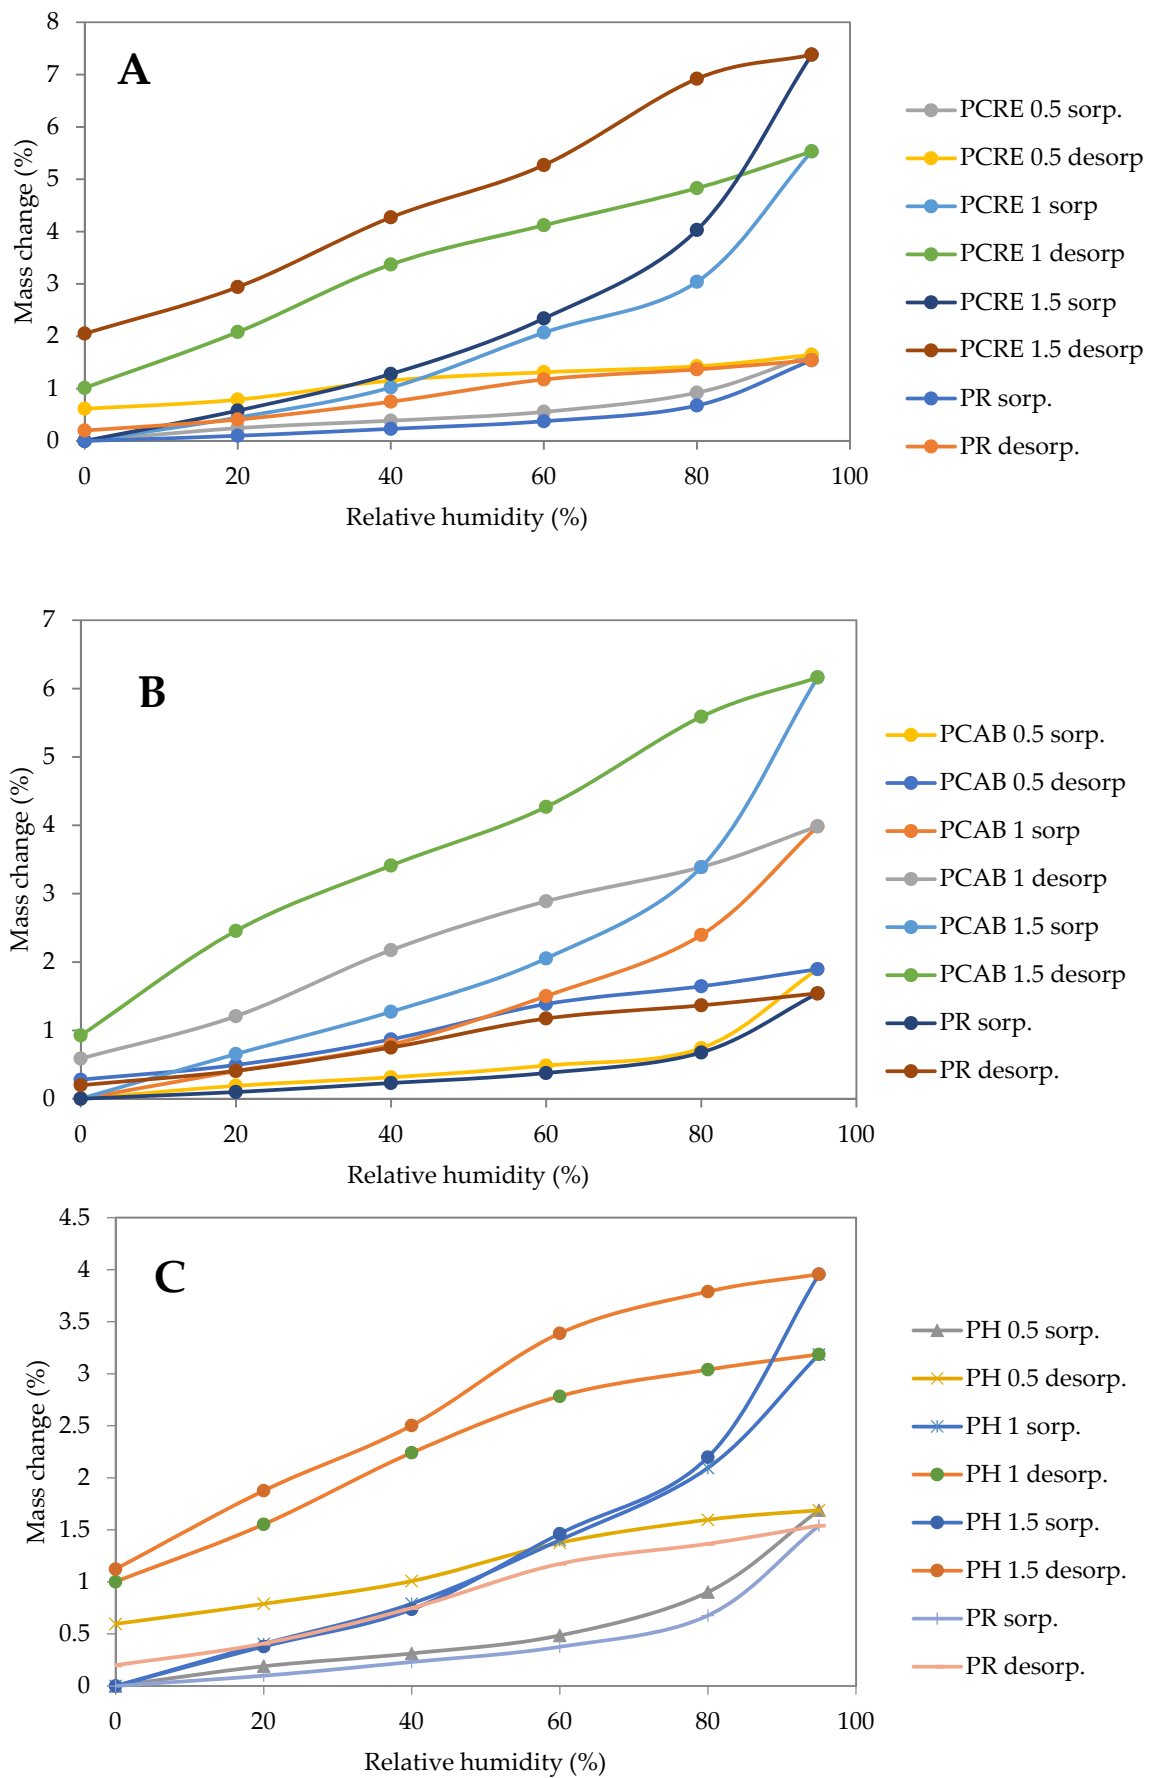 8
7
6
5
4
3
2
1
0
Mass change (%)
A
0 20 40 60 80 100
Relative humidity (%)
PCRE 0.5 sorp.
PCRE 0.5 desorp
PCRE 1 sorp
PCRE 1 desorp
PCRE 1.5 sorp
PCRE 1.5 desorp
PR sorp.
PR desorp.
7
6
5
4
3
2
1
0
Mass change (%)
B
0 20 40 60 80 100
Relative humidity (%)
PCAB 0.5 sorp.
PCAB 0.5 desorp
PCAB 1 sorp
PCAB 1 desorp
PCAB 1.5 sorp
PCAB 1.5 desorp
PR sorp.
PR desorp.
4.5
4
3.5
3
2.5
2
1.5
1
0.5
0
Mass change (%)
C
0 20 40 60 80 100
Relative humidity (%)
PH 0.5 sorp.
PH 0.5 desorp.
PH 1 sorp.
PH 1 desorp.
PH 1.5 sorp.
PH 1.5 desorp.
PR sorp.
PR desorp.